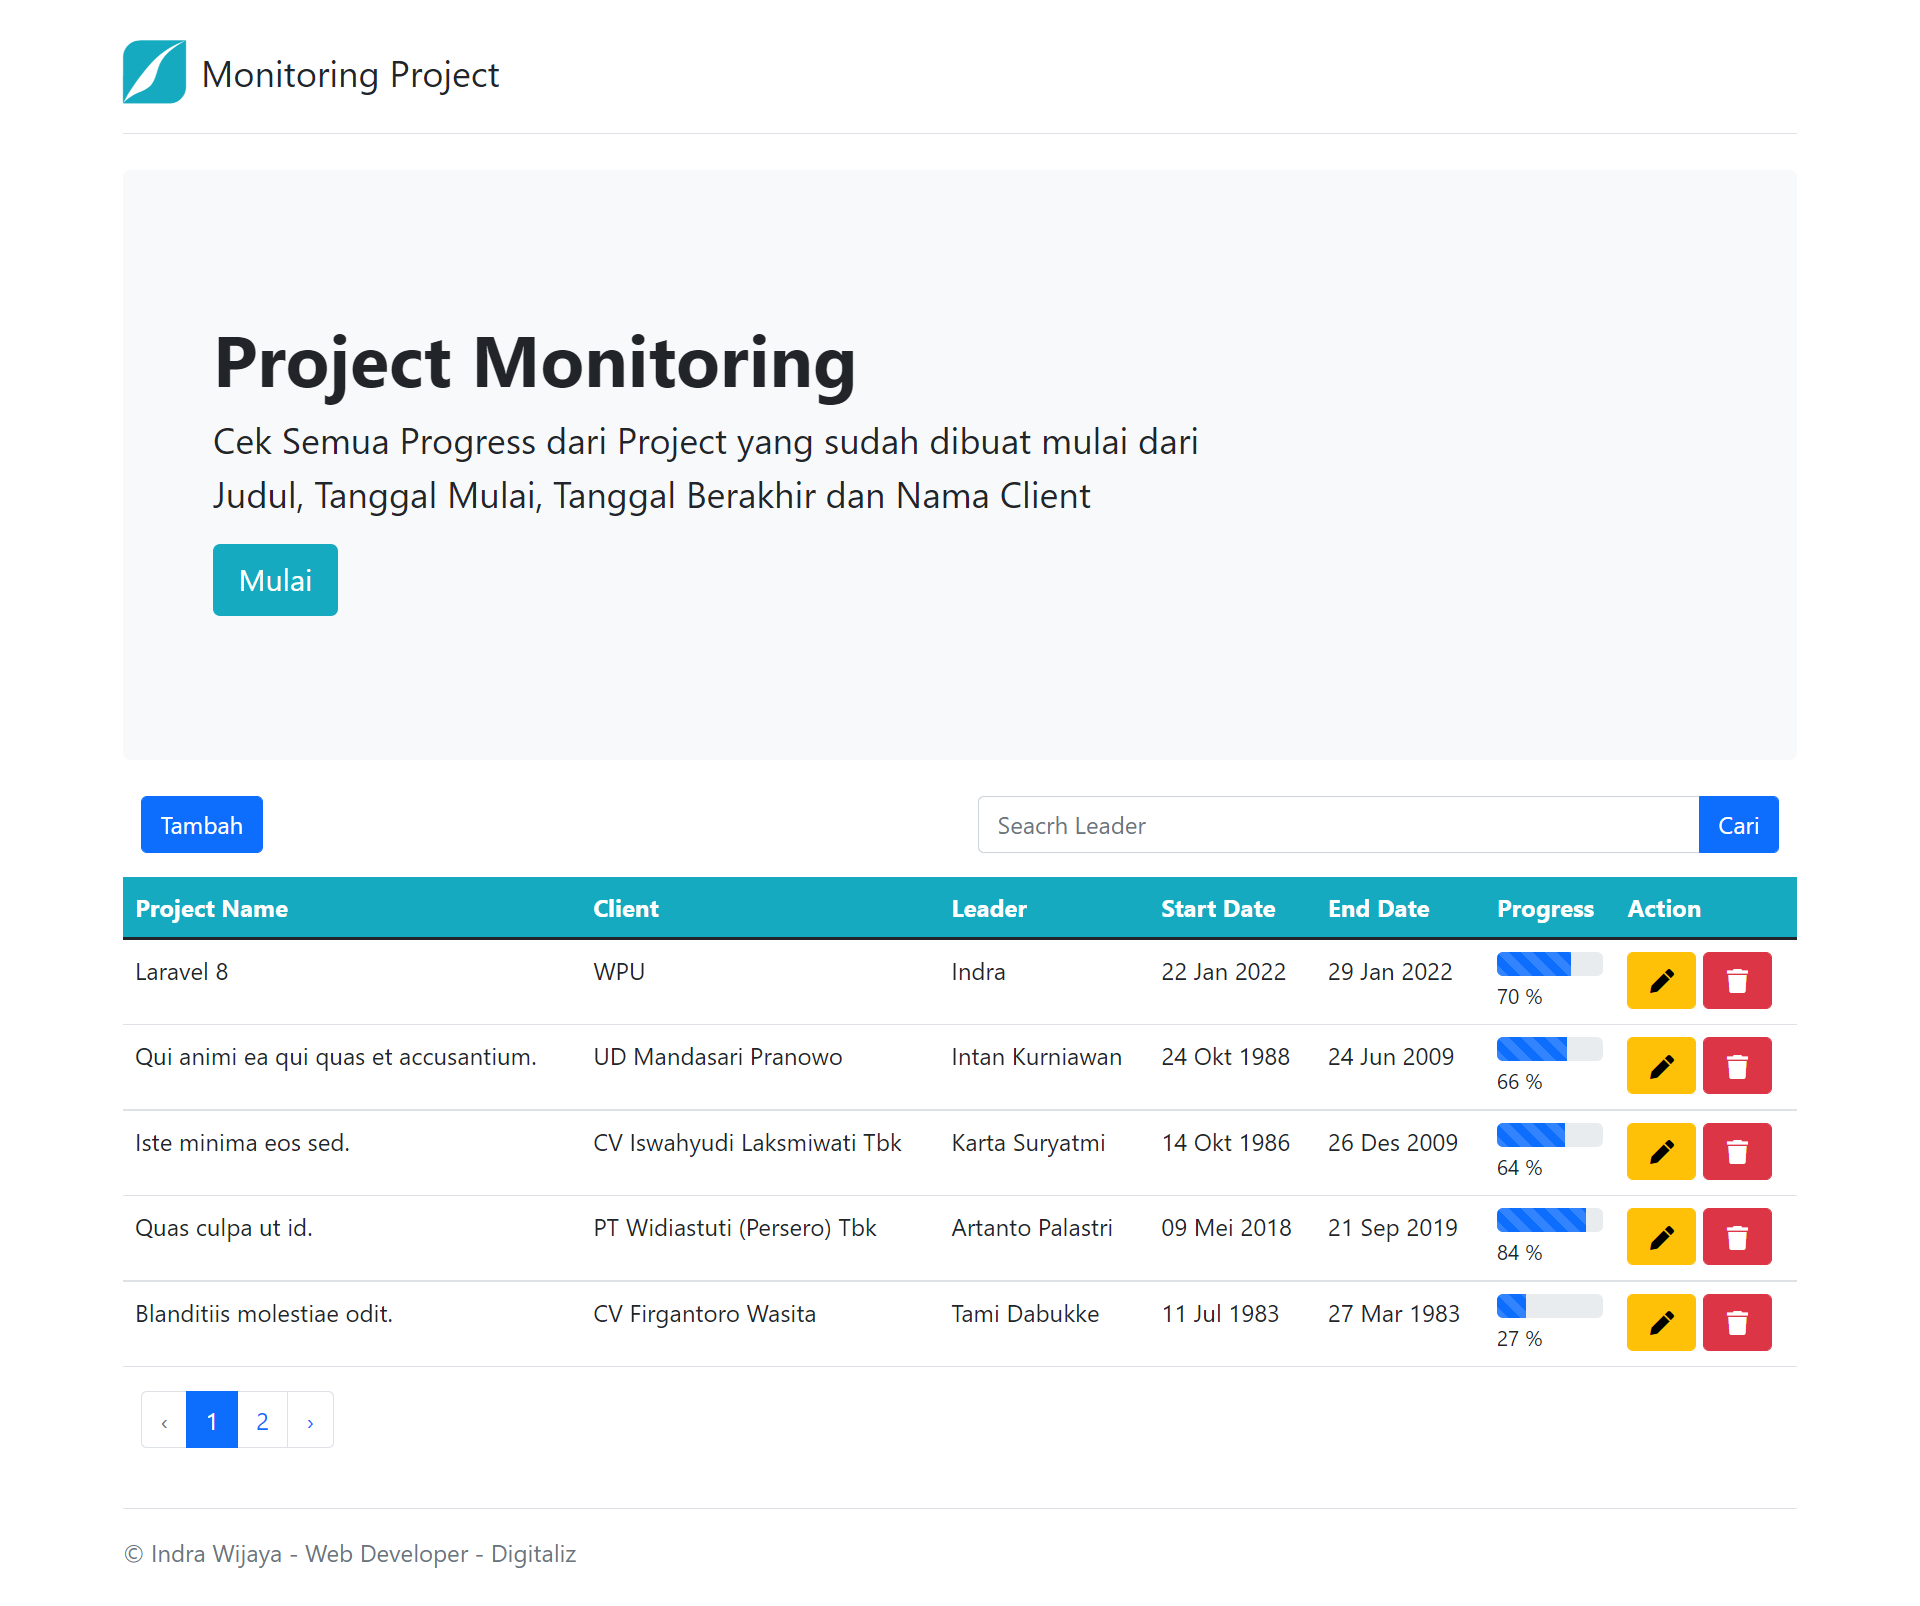 Monitoring Project
Project Monitoring
Cek Semua Progress dari Project yang sudah dibuat mulai dari
Judul, Tanggal Mulai, Tanggal Berakhir dan Nama Client
Mulai
Tambah
Seacrh Leader
Cari
Project Name Client Leader Start Date End Date Progress Action
Laravel 8 WPU Indra 22 Jan 2022 29 Jan 2022 70 %
Qui animi ea qui quas et accusantium. UD Mandasari Pranowo Intan Kurniawan 24 Okt 1988 24 Jun 2009 66 %
Iste minima eos sed. CV Iswahyudi Laksmiwati Tbk Karta Suryatmi 14 Okt 1986 26 Des 2009 64 %
Quas culpa ut id. PT Widiastuti (Persero) Tbk Artanto Palastri 09 Mei 2018 21 Sep 2019 84 %
Blanditiis molestiae odit. CV Firgantoro Wasita Tami Dabukke 11 Jul 1983 27 Mar 1983 27 %
‹ 1 2 ›
© Indra Wijaya - Web Developer - Digitaliz